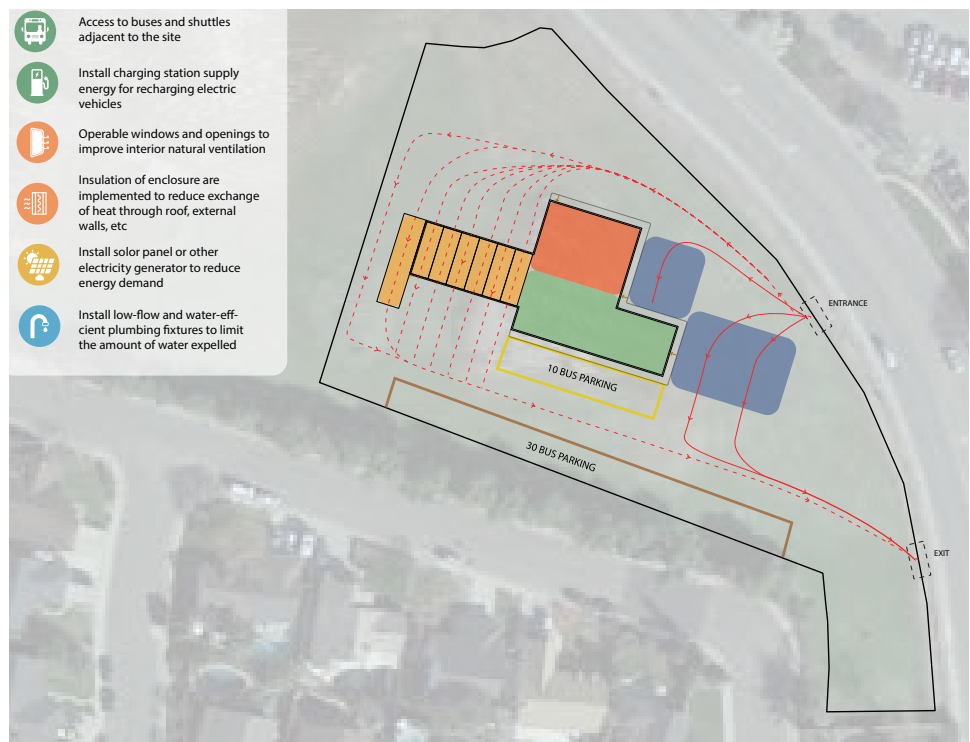 Access to buses and shuttles
adjacent to the site
Install charging station supply
energy for recharging electric
vehicles
Operable windows and openings to
improve interior natural ventilation
Insulation of enclosure are
implemented to reduce exchange
of heat through roof, external
walls, etc
Install solar panel or other
electricity generator to reduce
energy demand
Install low-flow and water-eff-
cient plumbing fixtures to limit
the amount of water expelled
ENTRANCE
10 BUS PARKING
30 BUS PARKING
EXIT